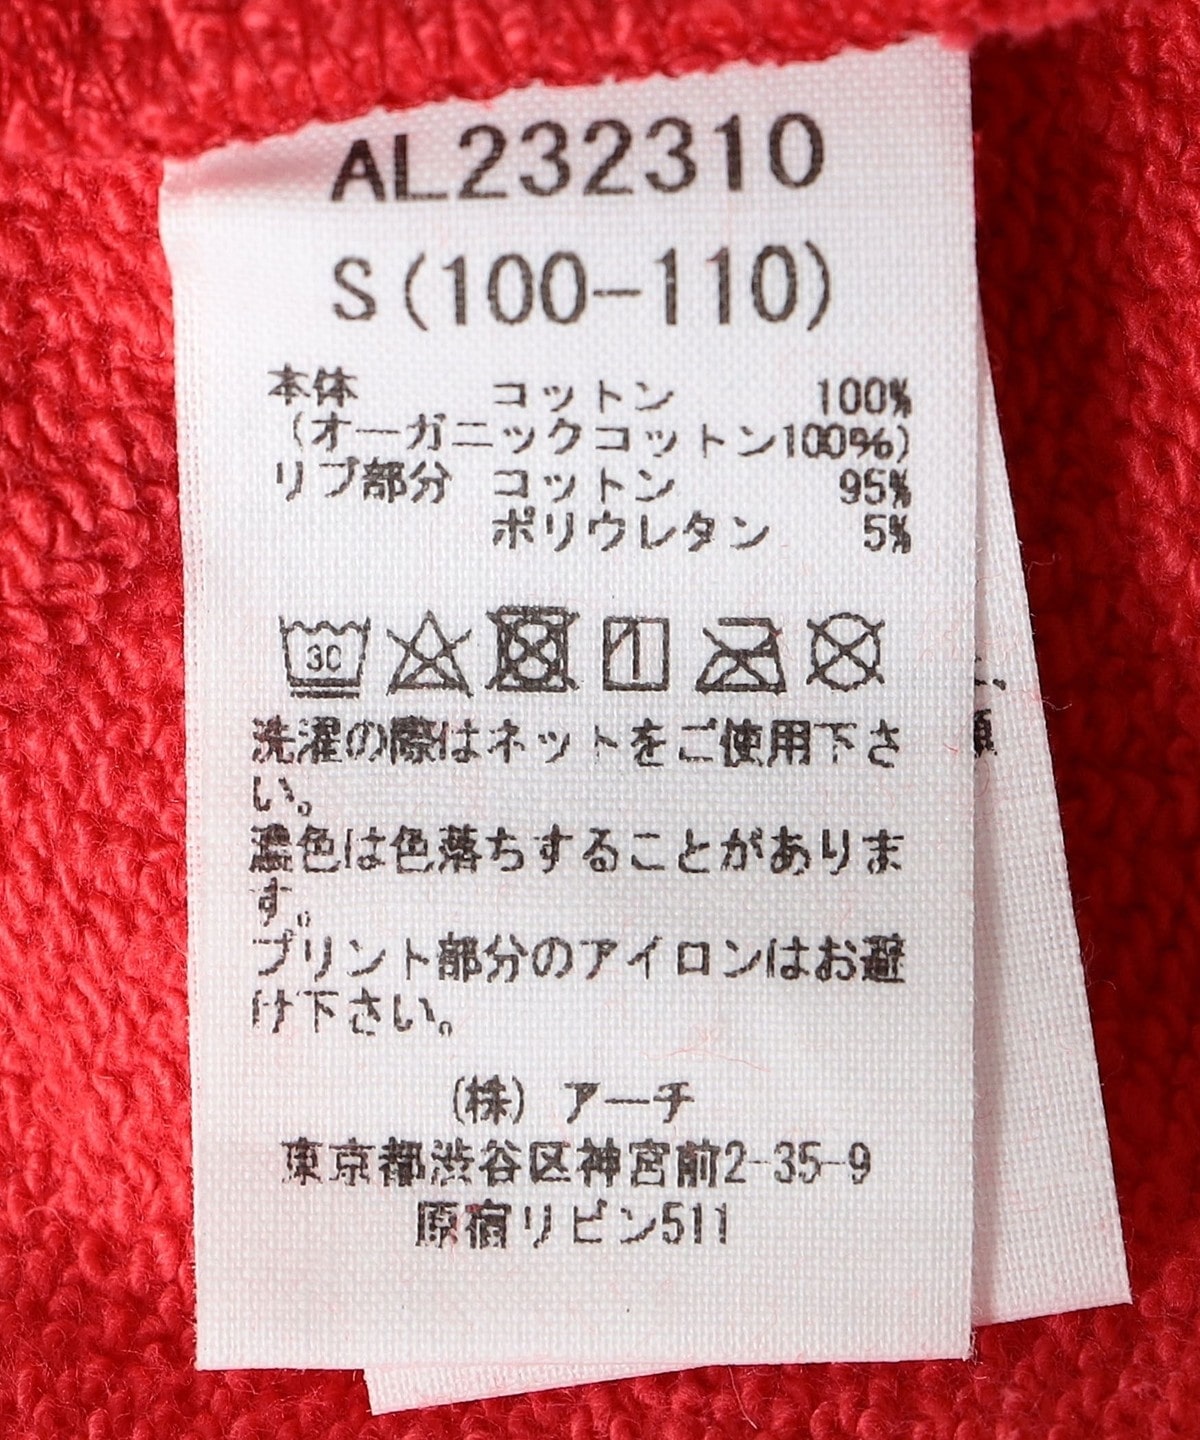 AL232310
S(100-110)
本体 コットン 100%
(オーガニックコットン100%)
リブ部分 コットン 95%
ポリウレタン 5%
30
洗濯の際はネットをご使用下さ
い。
濃色は色落ちすることがありま
す。
プリント部分のアイロンはお避
け下さい。
(株) アーチ
東京都渋谷区神宮前2-35-9
原宿リビン511